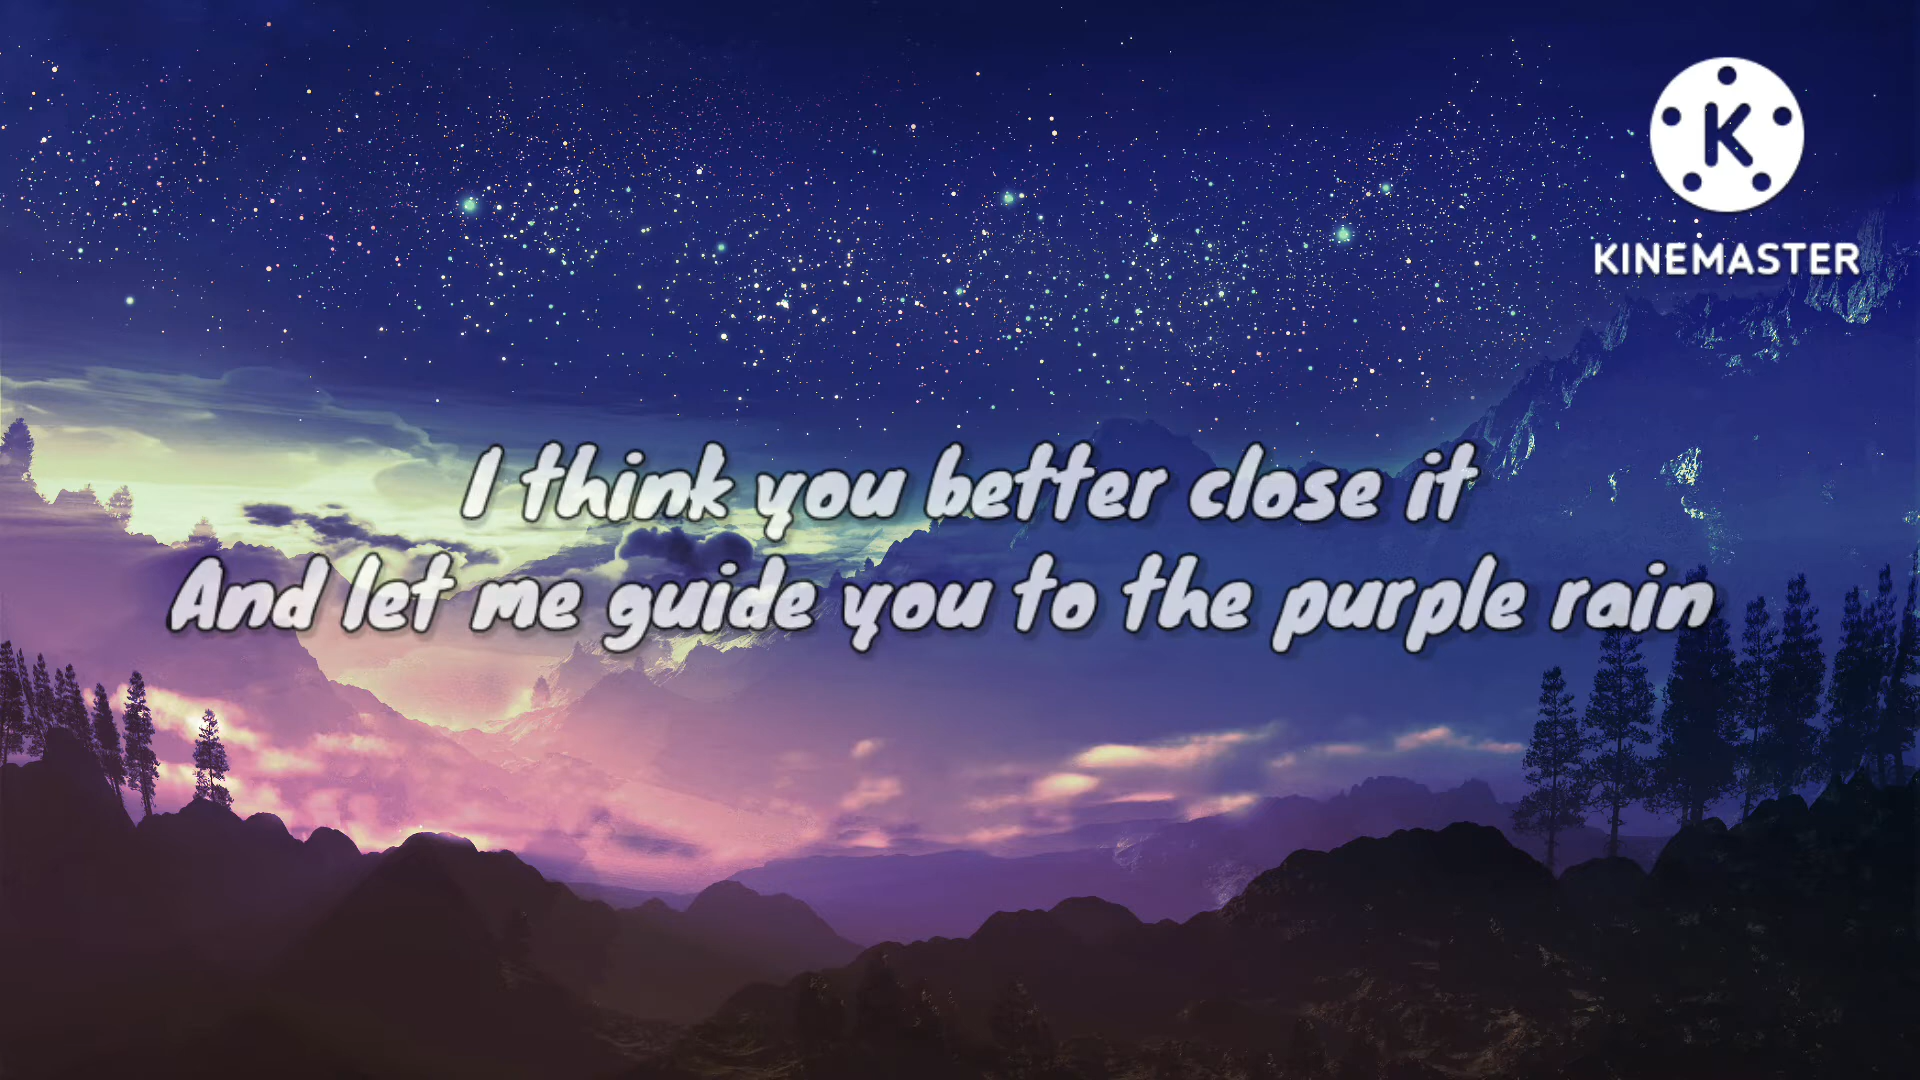 K
KINEMASTER
I think you better close it
And let me guide you to the purple rain